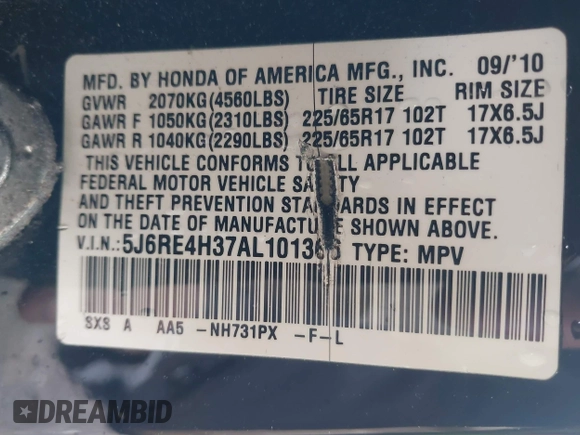 MFD. BY HONDA OF AMERICA MFG., INC. 09/'10
GVWR 2070KG(4560LBS) TIRE SIZE RIM SIZE
GAWR F 1050KG(2310LBS) 225/65R17 102T 17X6.5J
GAWR R 1040KG(2290LBS) 225/65R17 102T 17X6.5J
THIS VEHICLE CONFORMS TO ALL APPLICABLE
FEDERAL MOTOR VEHICLE SAFETY
AND THEFT PREVENTION STANDARDS IN EFFECT
ON THE DATE OF MANUFACTURE SHOWN ABOVE.
V.I.N.: TYPE: MPV
SXS A AA5 -NH731PX -F-L
DREAMBID